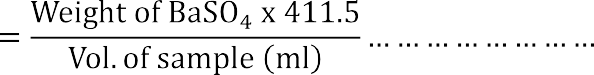 = Weight of BaSO₄ x 411.5
Vol. of sample (ml) … … … … … … … … …